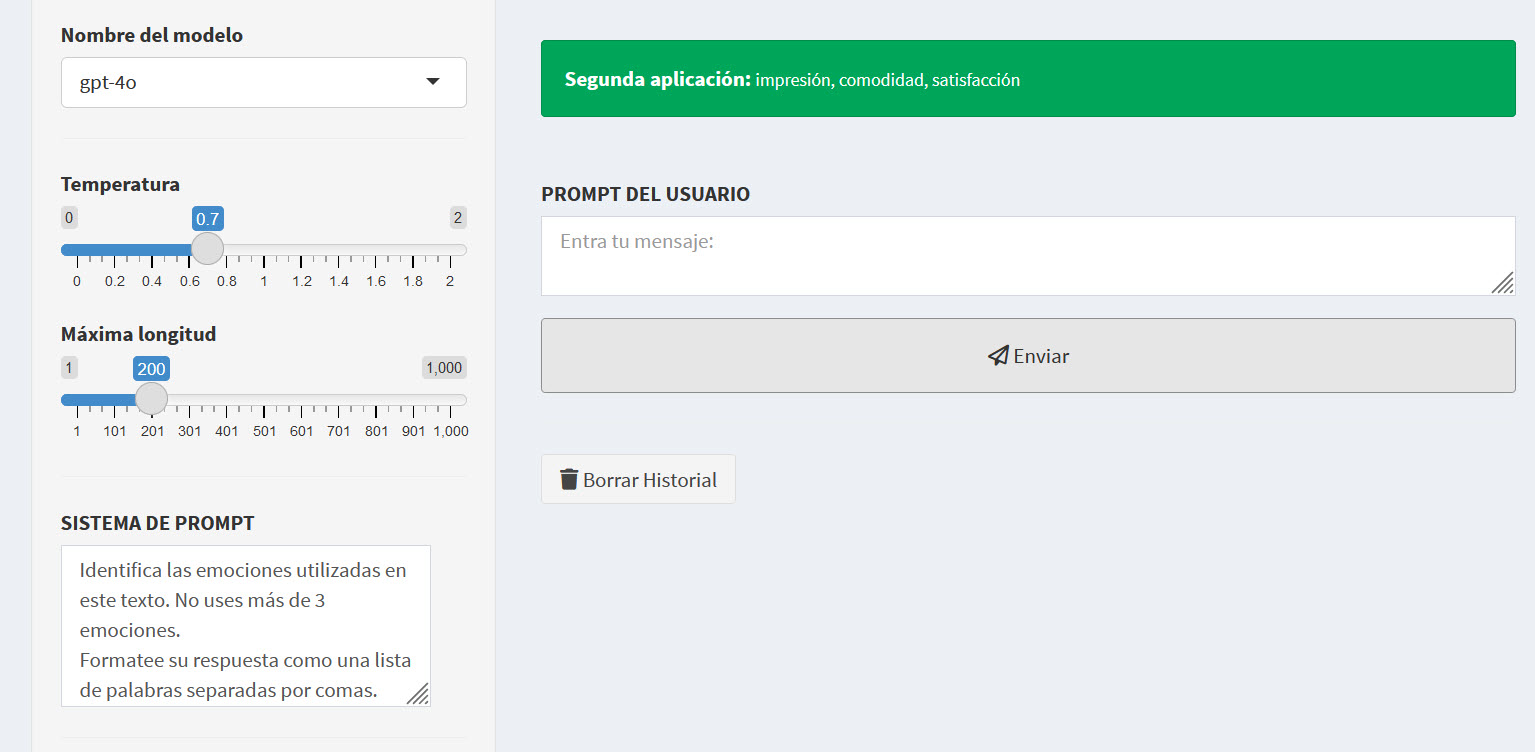 Nombre del modelo
gpt-4o
Temperatura
0
0.7
2
0 0.2 0.4 0.6 0.8 1 1.2 1.4 1.6 1.8 2
Máxima longitud
1
200
1,000
1 101 201 301 401 501 601 701 801 901 1,000
SISTEMA DE PROMPT
Identifica las emociones utilizadas en
este texto. No uses más de 3
emociones.
Formatee su respuesta como una lista
de palabras separadas por comas.
Segunda aplicación: impresión, comodidad, satisfacción
PROMPT DEL USUARIO
Entra tu mensaje:
Enviar
Borrar Historial